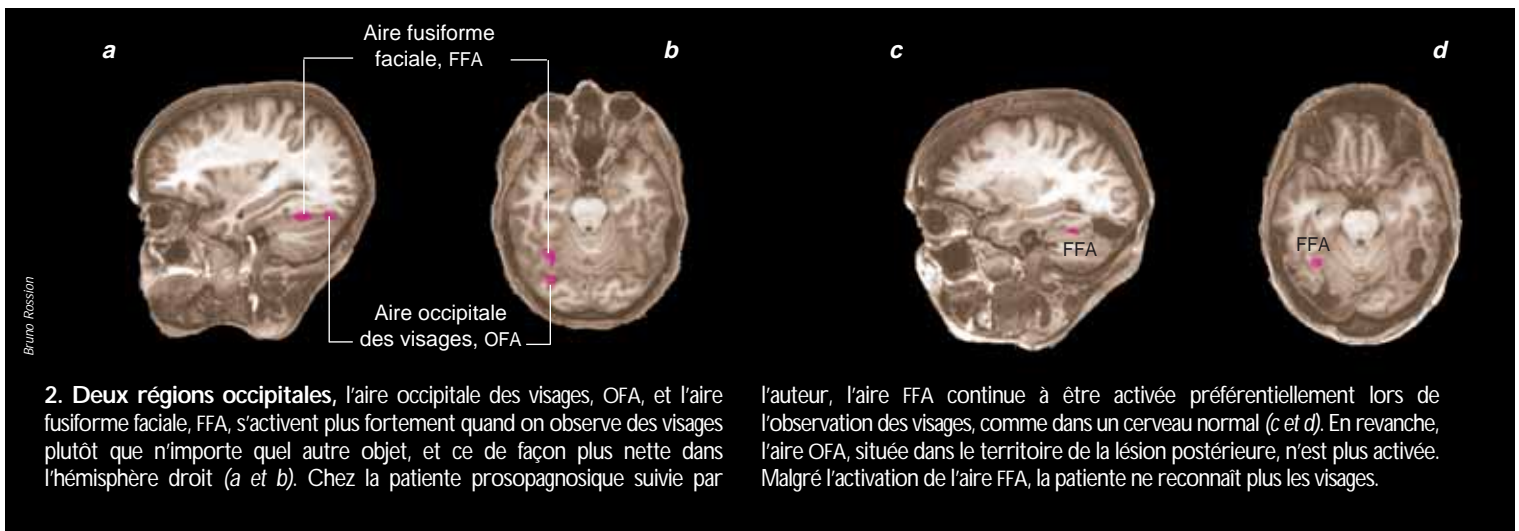 a
Aire fusiforme
faciale, FFA
b
c
d
FFA
FFA
Aire occipitale
des visages, OFA
Bruno Rossion
2. Deux régions occipitales, l'aire occipitale des visages, OFA, et l'aire
fusiforme faciale, FFA, s'activent plus fortement quand on observe des visages
plutôt que n'importe quel autre objet, et ce de façon plus nette dans
l'hémisphère droit (a et b). Chez la patiente prosopagnosique suivie par
l'auteur, l'aire FFA continue à être activée préférentiellement lors de
l'observation des visages, comme dans un cerveau normal (c et d). En revanche,
l'aire OFA, située dans le territoire de la lésion postérieure, n'est plus activée.
Malgré l'activation de l'aire FFA, la patiente ne reconnaît plus les visages.